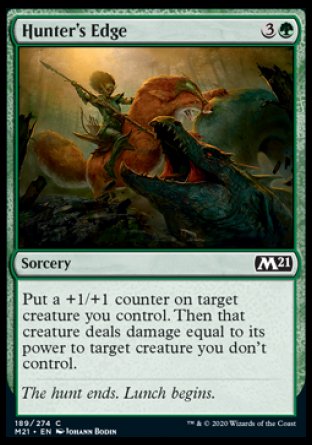 Hunter's Edge 3
Sorcery M21
Put a +1/+1 counter on target
creature you control. Then that
creature deals damage equal to its
power to target creature you don't
control.
The hunt ends. Lunch begins.
189/274 C
M21 • EN Johann Bodin ™ & © 2020 Wizards of the Coast